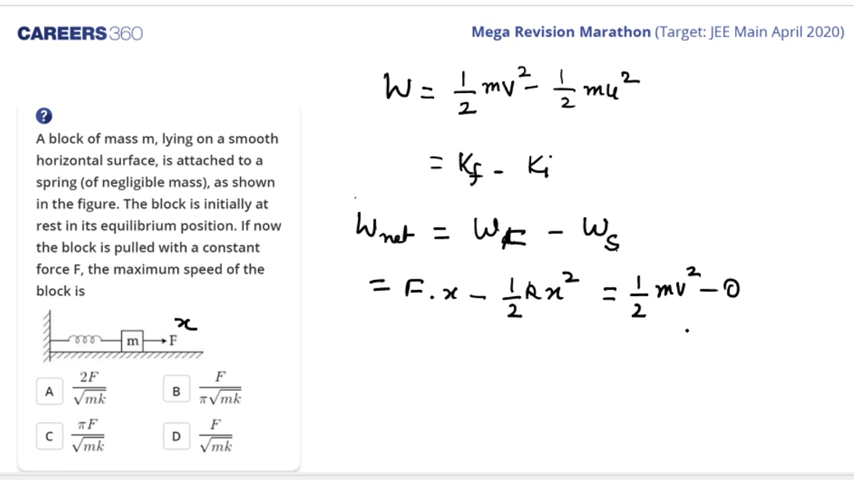 CAREERS360
Mega Revision Marathon (Target: JEE Main April 2020)
?
A block of mass m, lying on a smooth
horizontal surface, is attached to a
spring (of negligible mass), as shown
in the figure. The block is initially at
rest in its equilibrium position. If now
the block is pulled with a constant
force F, the maximum speed of the
block is
x
m F
A 2F/√mk
B F/π√mk
C πF/√mk
D F/√mk
W = 1/2 mv² - 1/2 mu²
= Kf - Ki
Wnet = WF - Ws
= F.x - 1/2 kx² = 1/2 mv² - 0